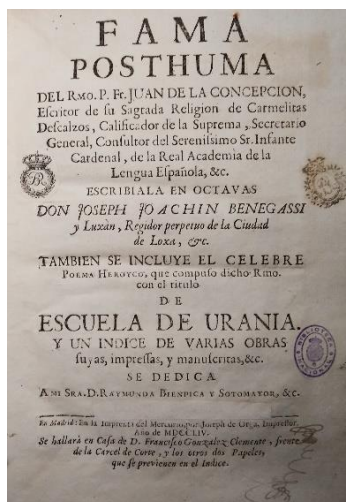 FAMA
POSTHUMA
DEL Rmo. P. Fr. JUAN DE LA CONCEPCION,
Escritor de su Sagrada Religion de Carmelitas
Descalzos, Calificador de la Suprema, Secretario
General, Consultor del Serenissimo Sr. Infante
Cardenal, de la Real Academia de la
Lengua Española, &c.
ESCRIBIALA EN OCTAVAS
DON JOSEPH JOACHIN BENEGASSI
y Luxàn, Regidor perpetuo de la Ciudad
de Loxa, &c.
TAMBIEN SE INCLUYE EL CELEBRE
POEMA HEROYCO, que compuso dicho Rmo.
con el titulo
DE
ESCUELA DE URANIA.
Y UN INDICE DE VARIAS OBRAS
suyas, impressas, y manuscritas, &c.
SE DEDICA
A MI SRA. D. RAYMUNDA BIENPICA Y SOTOMAYOR, &c.
En Madrid: En la Imprenta del Mercurio, por Joseph de Orga, Impressor.
Año de MDCCLIV.
Se hallarà en Casa de D. Francisco Gonzalez Clemente, frente
de la Carcel de Corte, y los otros dos Papeles,
que se previenen en el Indice.